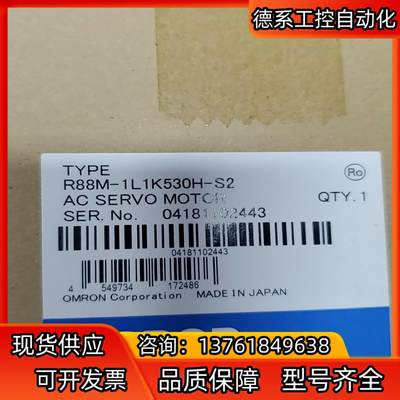 德系工控自动化
TYPE
R88M-1L1K530H-S2
AC SERVO MOTOR
QTY. 1
SER. No. 04181102443
Ro
04181102443
4 549734 172486
OMRON Corporation MADE IN JAPAN
现货供应 咨询:13761849638
可开发票 品质保障 型号齐全